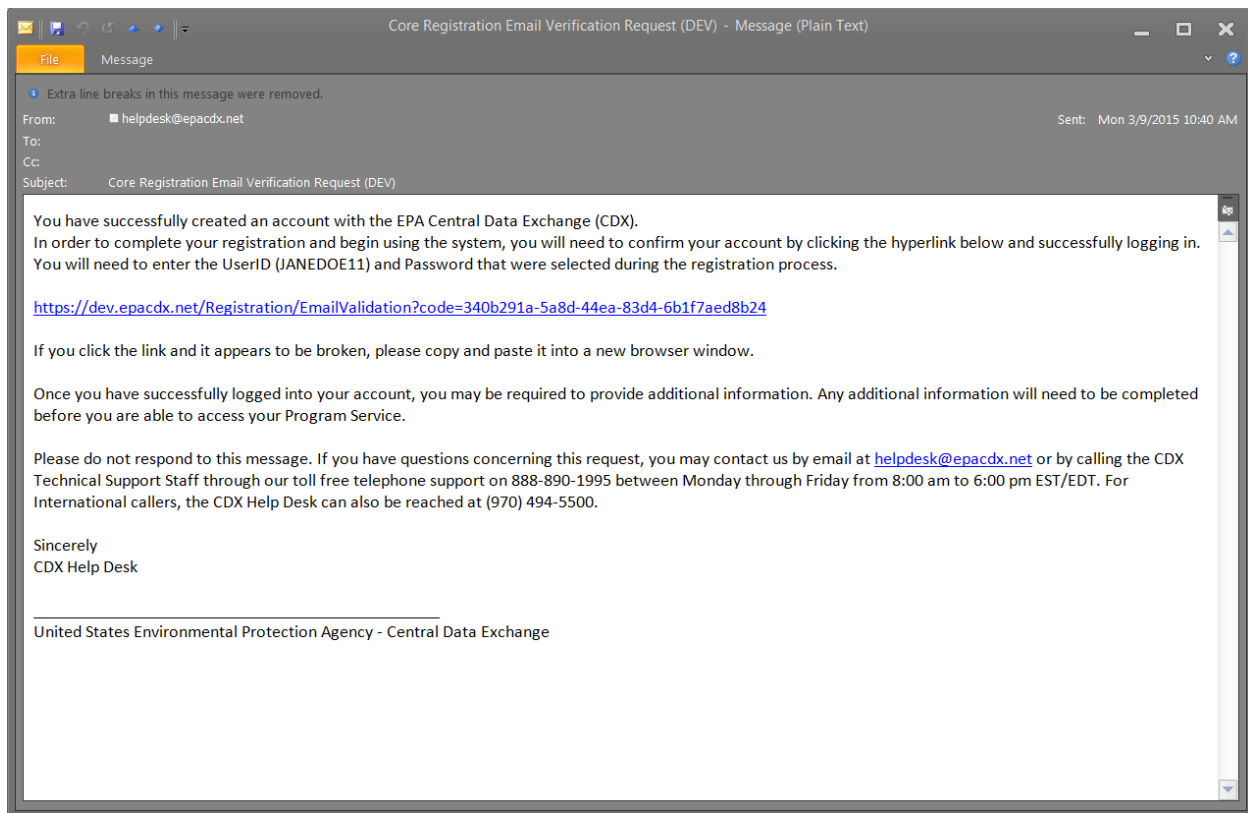 Core Registration Email Verification Request (DEV) - Message (Plain Text)
File Message
Extra line breaks in this message were removed.
From: helpdesk@epacdx.net Sent: Mon 3/9/2015 10:40 AM
To:
Cc:
Subject: Core Registration Email Verification Request (DEV)
You have successfully created an account with the EPA Central Data Exchange (CDX).
In order to complete your registration and begin using the system, you will need to confirm your account by clicking the hyperlink below and successfully logging in.
You will need to enter the UserID (JANEDOE11) and Password that were selected during the registration process.
https://dev.epacdx.net/Registration/EmailValidation?code=340b291a-5a8d-44ea-83d4-6b1f7aed8b24
If you click the link and it appears to be broken, please copy and paste it into a new browser window.
Once you have successfully logged into your account, you may be required to provide additional information. Any additional information will need to be completed
before you are able to access your Program Service.
Please do not respond to this message. If you have questions concerning this request, you may contact us by email at helpdesk@epacdx.net or by calling the CDX
Technical Support Staff through our toll free telephone support on 888-890-1995 between Monday through Friday from 8:00 am to 6:00 pm EST/EDT. For
International callers, the CDX Help Desk can also be reached at (970) 494-5500.
Sincerely
CDX Help Desk
United States Environmental Protection Agency - Central Data Exchange